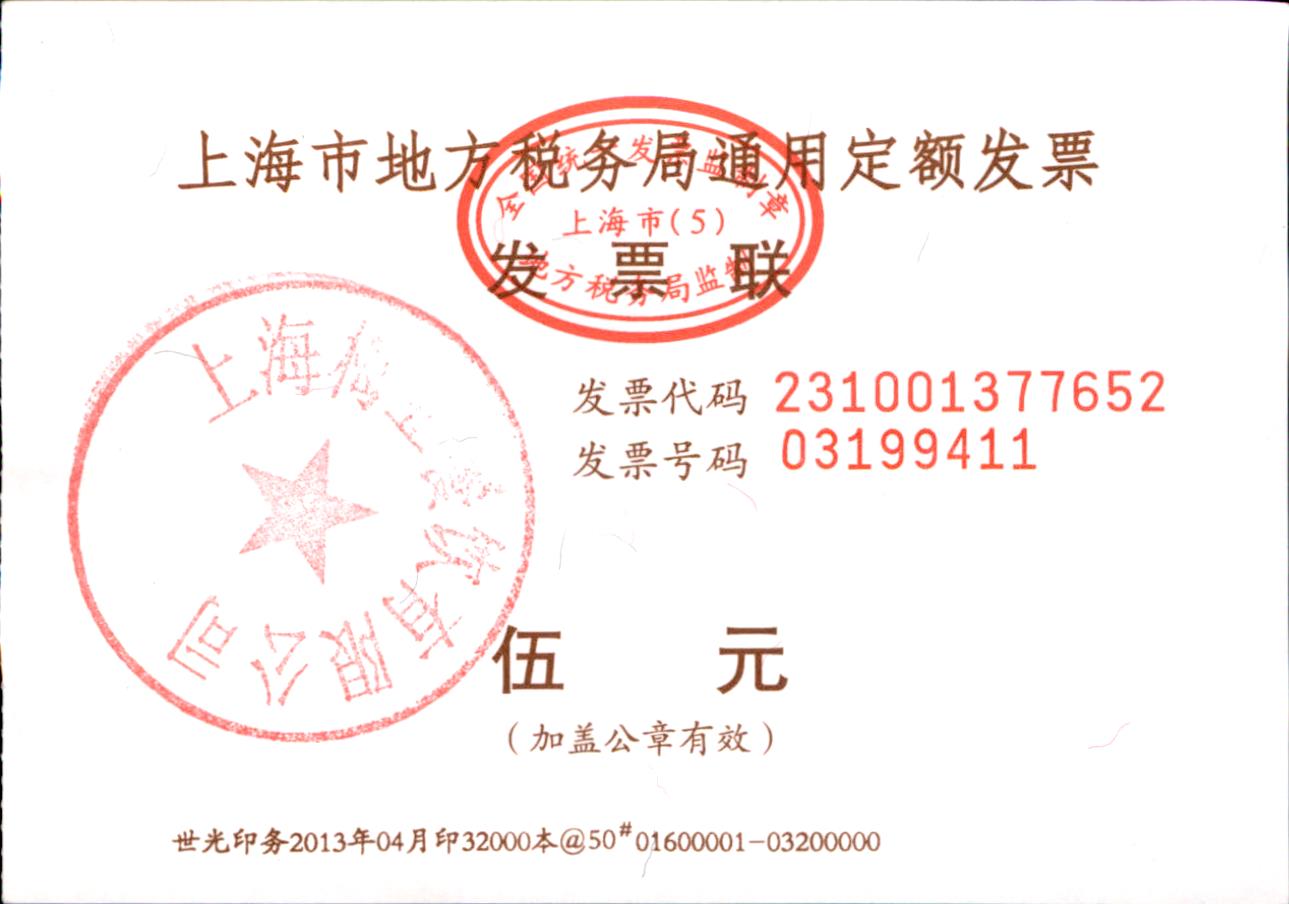 上海市地方税务局通用定额发票
全国统一发票监制章
上海市(5)
地方税务局监制
发票联
发票代码 231001377652
发票号码 03199411
上海 有限公司
伍元
(加盖公章有效)
世光印务2013年04月印32000本@50#01600001-03200000